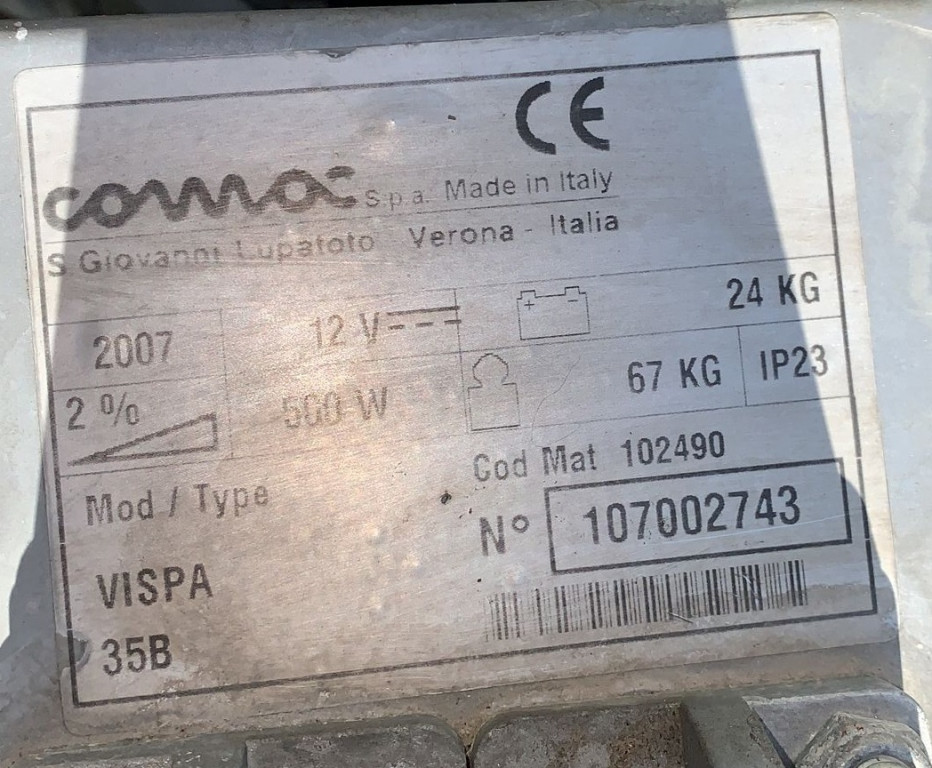 CE
comac S.p.a. Made in Italy
S Giovanni Lupatoto Verona - Italia
2007 12 V + - 24 KG
2 % 500 W 67 KG IP23
Cod Mat 102490
Mod / Type
N° 107002743
VISPA
35B